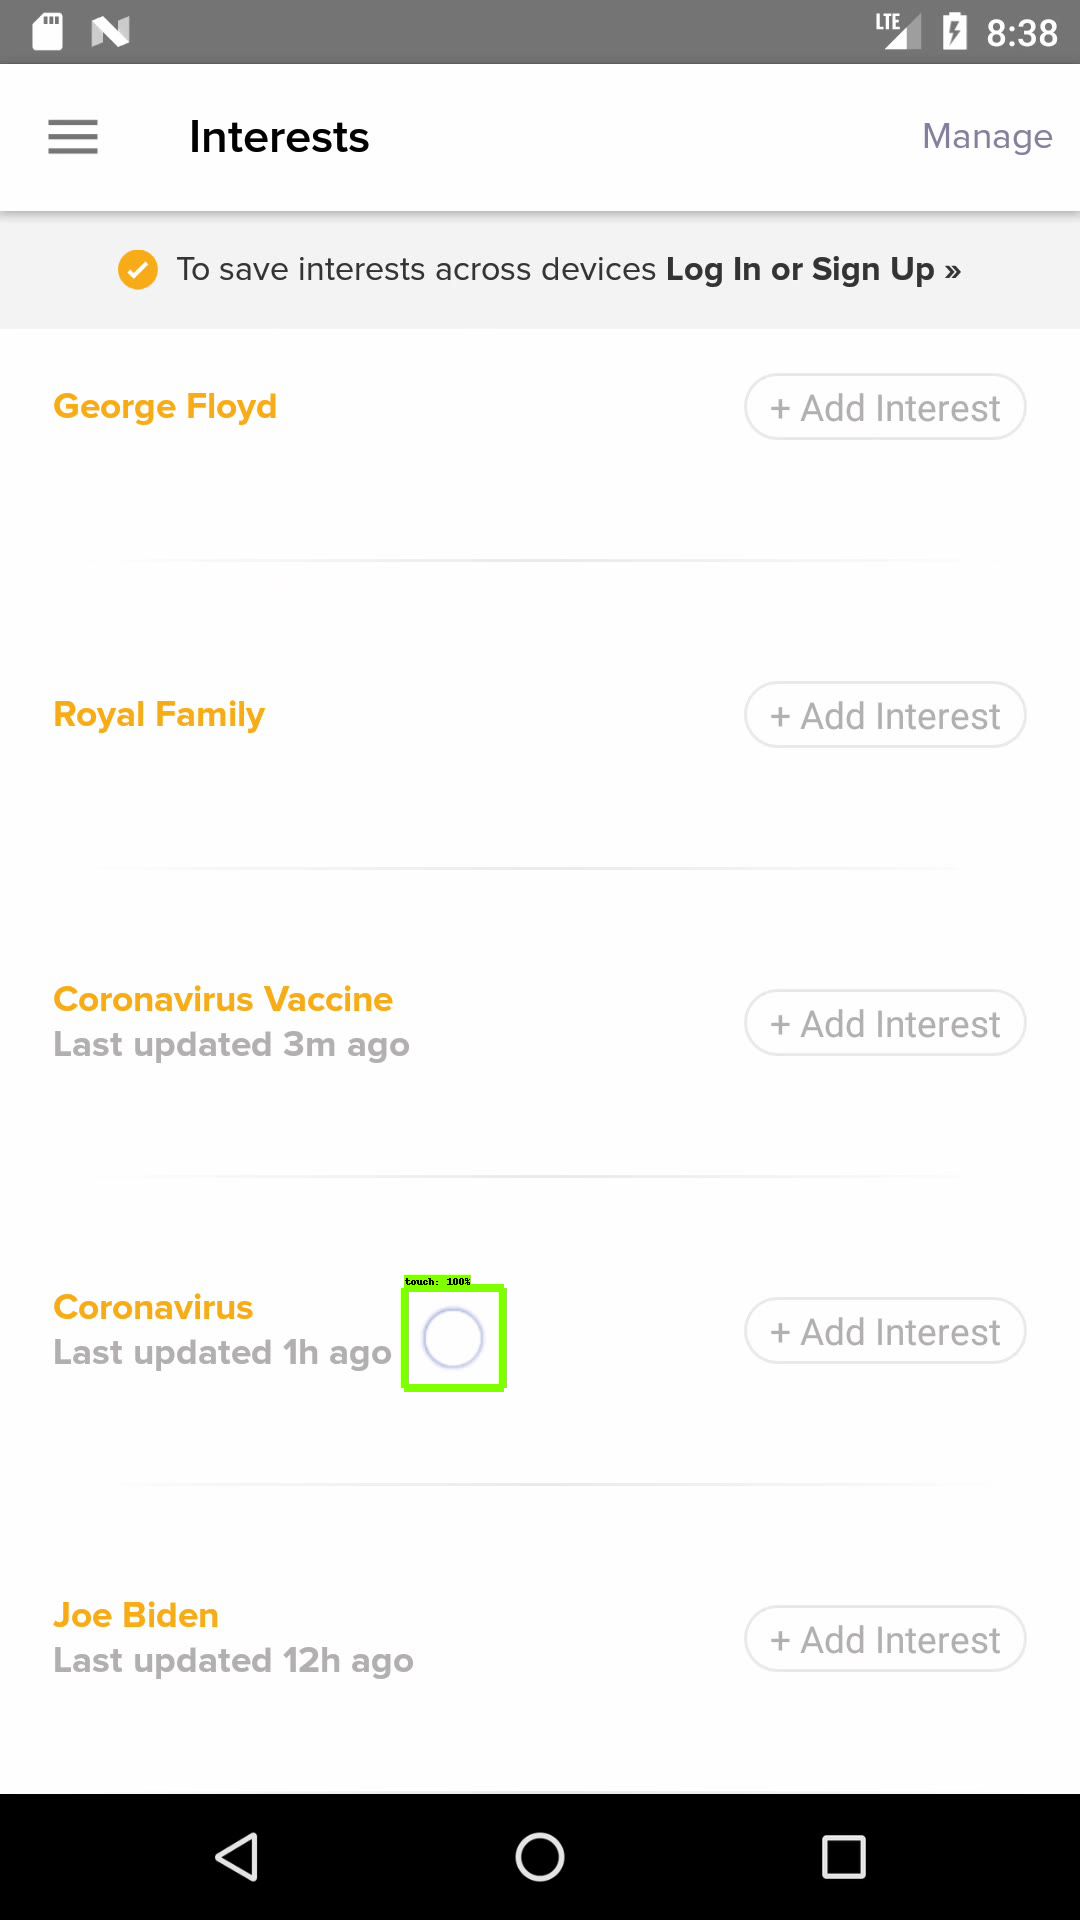 LTE 8:38
Interests Manage
To save interests across devices Log In or Sign Up »
George Floyd + Add Interest
Royal Family + Add Interest
Coronavirus Vaccine
Last updated 3m ago + Add Interest
touch: 100%
Coronavirus
Last updated 1h ago + Add Interest
Joe Biden
Last updated 12h ago + Add Interest